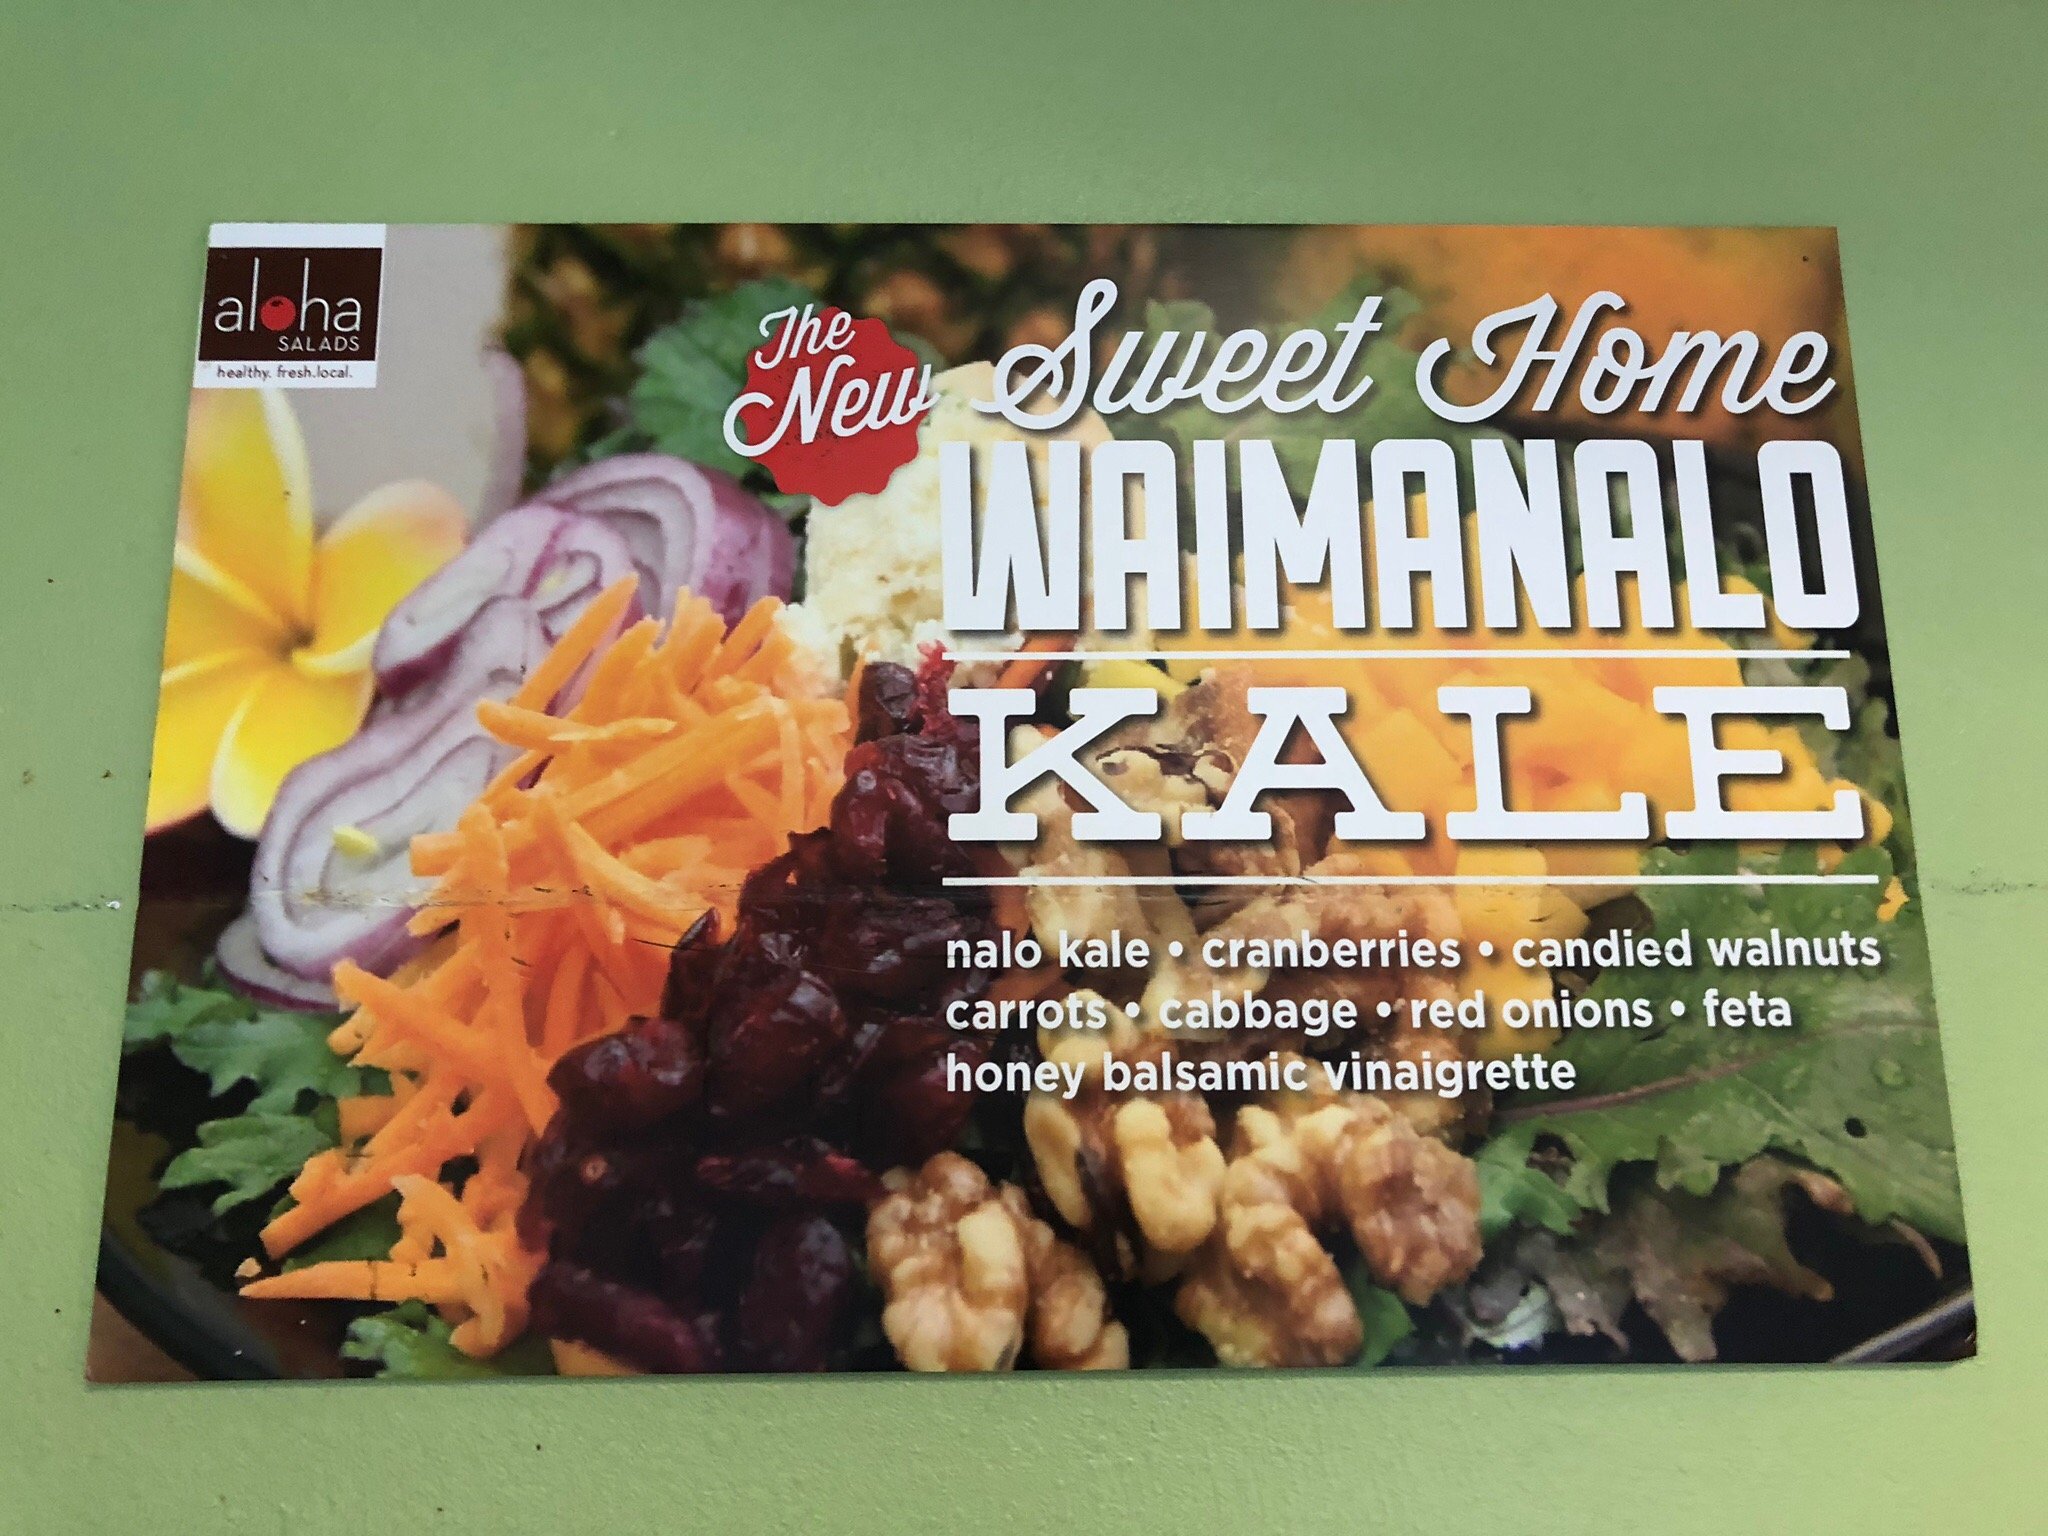 aloha
SALADS
healthy. fresh.local.
The
New
Sweet Home
WAIMANALO
KALE
nalo kale • cranberries • candied walnuts
carrots • cabbage • red onions • feta
honey balsamic vinaigrette